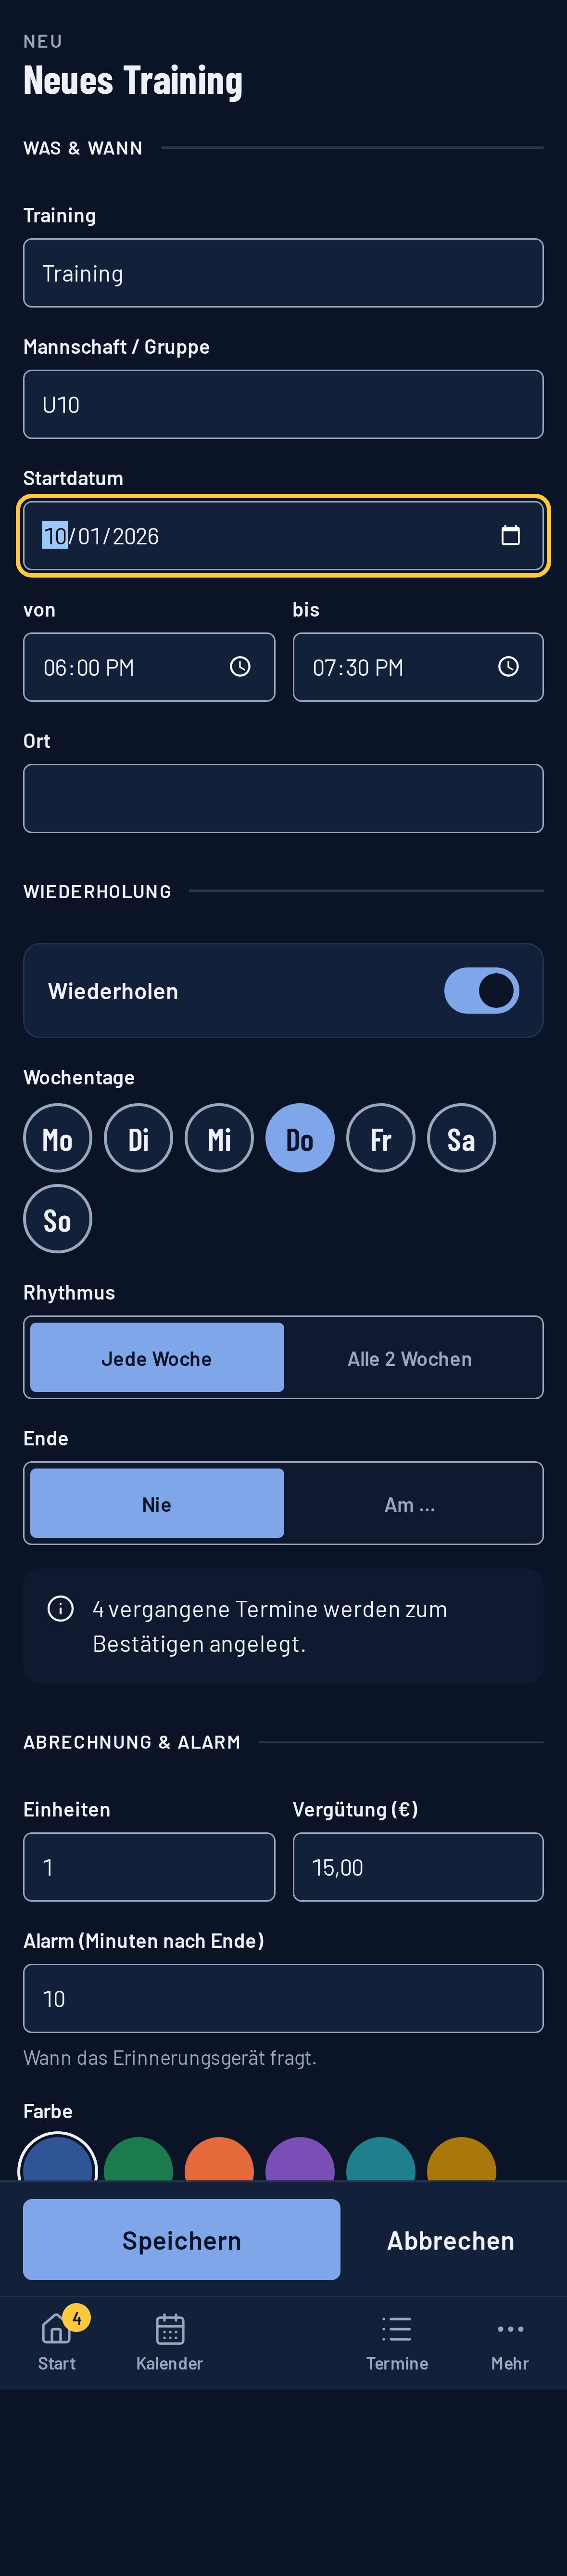 NEU
Neues Training
WAS & WANN
Training
Training
Mannschaft / Gruppe
U10
Startdatum
10/01/2026
von bis
06:00 PM 07:30 PM
Ort
WIEDERHOLUNG
Wiederholen
Wochentage
Mo Di Mi Do Fr Sa
So
Rhythmus
Jede Woche Alle 2 Wochen
Ende
Nie Am ...
4 vergangene Termine werden zum
Bestätigen angelegt.
ABRECHNUNG & ALARM
Einheiten Vergütung (€)
1 15,00
Alarm (Minuten nach Ende)
10
Wann das Erinnerungsgerät fragt.
Farbe
Speichern Abbrechen
4
Start Kalender Termine Mehr